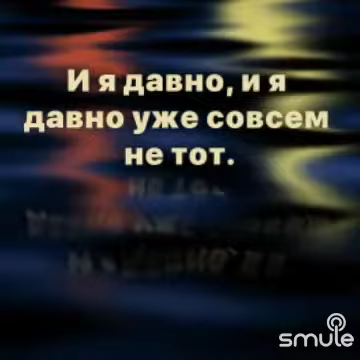 И я давно, и я
давно уже совсем
не тот.
smule